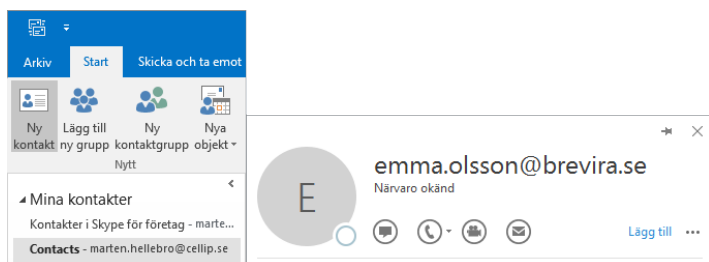 Arkiv Start Skicka och ta emot
Ny kontakt
Lägg till ny grupp
Ny kontaktgrupp
Nya objekt
Nytt
Mina kontakter
Kontakter i Skype för företag - marte...
Contacts - marten.hellebro@cellip.se
E
emma.olsson@brevira.se
Närvaro okänd
Lägg till